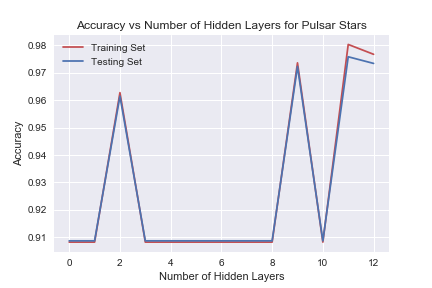 Accuracy vs Number of Hidden Layers for Pulsar Stars
Training Set
Testing Set
0.98
0.97
0.96
0.95
0.94
0.93
0.92
0.91
Accuracy
0 2 4 6 8 10 12
Number of Hidden Layers